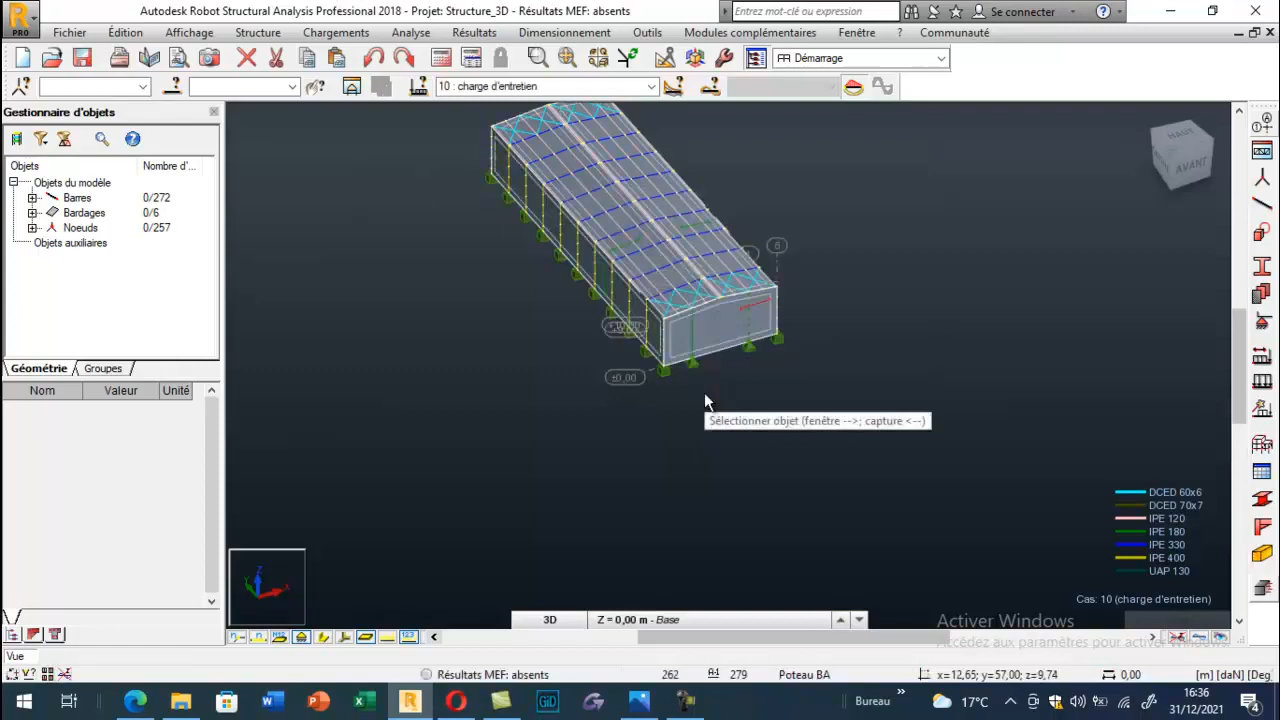 Autodesk Robot Structural Analysis Professional 2018 - Projet: Structure_3D - Résultats MEF: absents
Entrez mot-clé ou expression
Se connecter
PRO
Fichier Édition Affichage Structure Chargements Analyse Résultats Dimensionnement Outils Modules complémentaires Fenêtre ? Communauté
Démarrage
10 : charge d'entretien
Gestionnaire d'objets
Objets Nombre d'...
Objets du modèle
Barres 0/272
Bardages 0/6
Noeuds 0/257
Objets auxiliaires
Géométrie Groupes
Nom Valeur Unité
HAUT
AVANT
6
±0,00
Sélectionner objet (fenêtre -->; capture <--)
DCED 60x6
DCED 70x7
IPE 120
IPE 180
IPE 330
IPE 400
UAP 130
Cas: 10 (charge d'entretien)
Z
X
3D Z = 0,00 m - Base
Activer Windows
Accédez aux paramètres pour activer Windows.
Vue
Résultats MEF: absents 262 279 Poteau BA x=12,65; y=57,00; z=9,74 0,00 [m] [daN] [Deg]
Bureau
17°C
16:36
31/12/2021
4